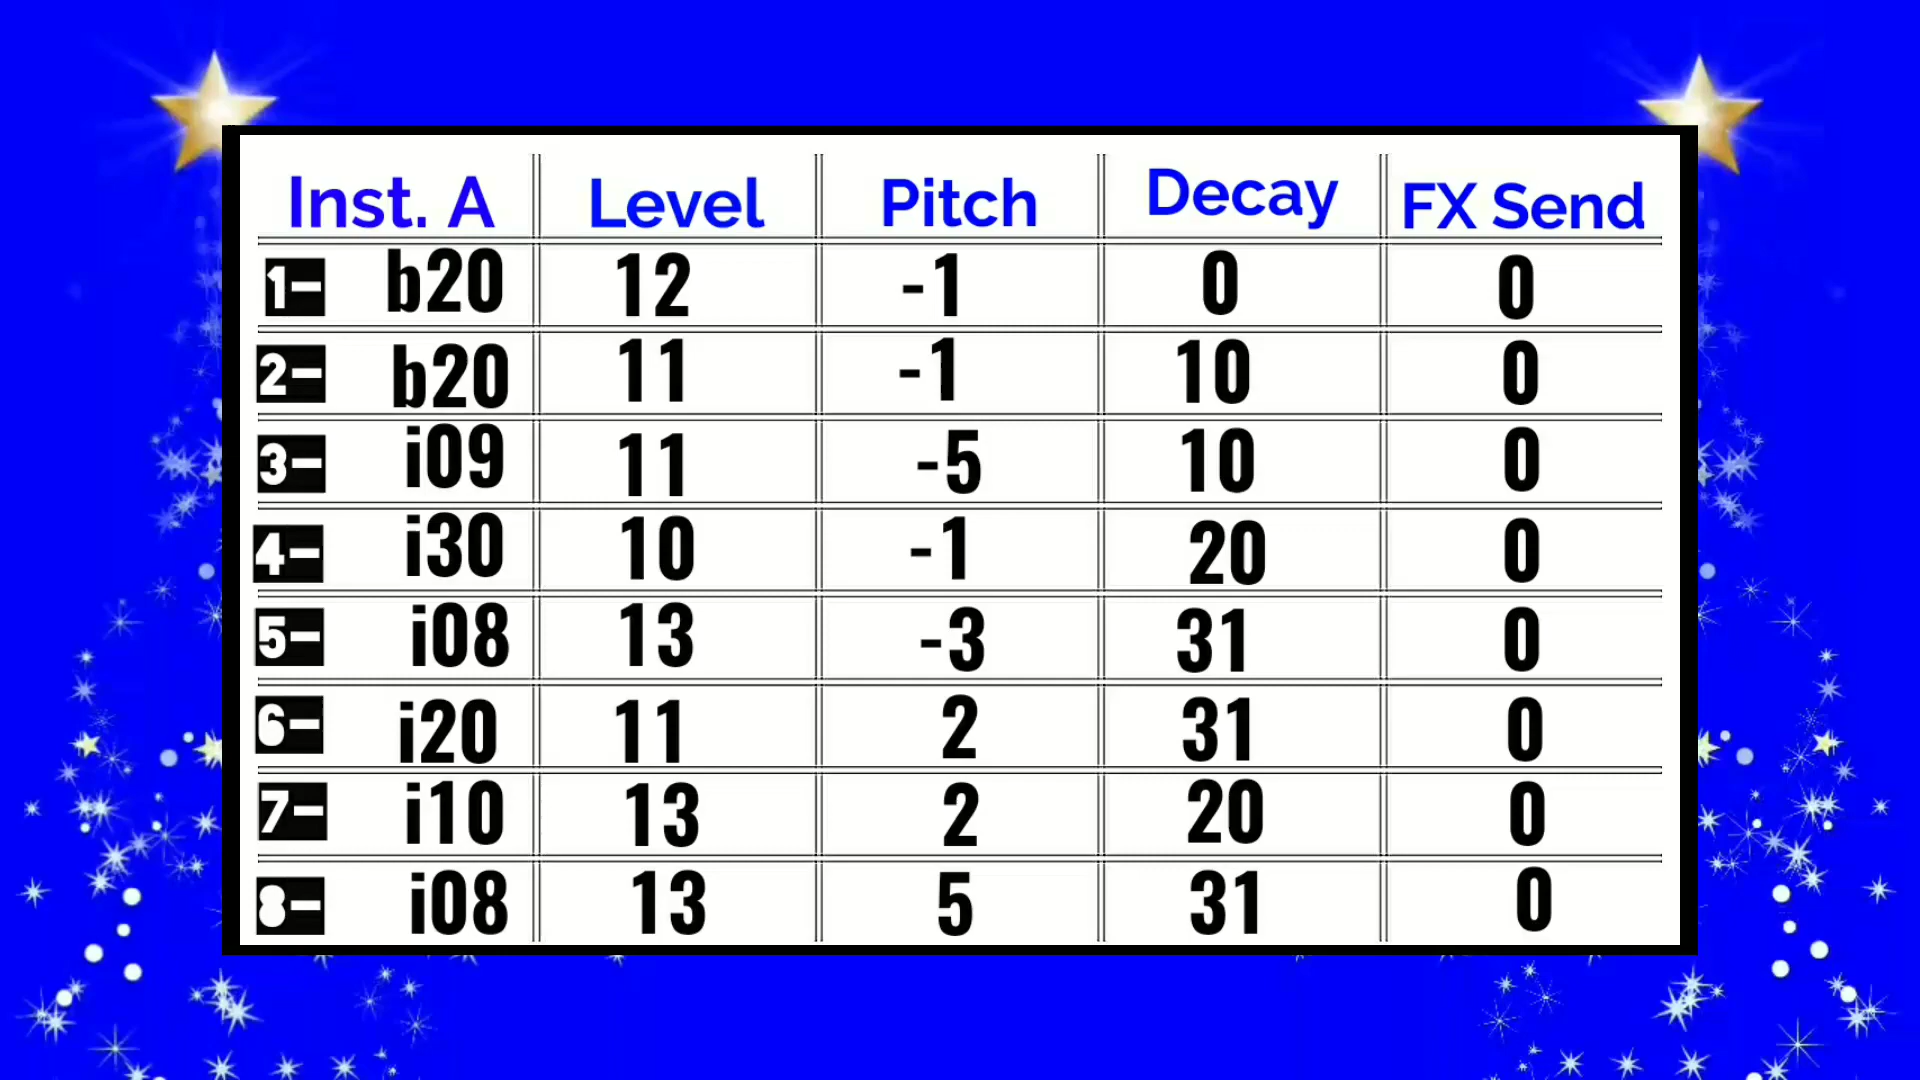 Inst. A Level Pitch Decay FX Send
1- b20 12 -1 0 0
2- b20 11 -1 10 0
3- i09 11 -5 10 0
4- i30 10 -1 20 0
5- i08 13 -3 31 0
6- i20 11 2 31 0
7- i10 13 2 20 0
8- i08 13 5 31 0